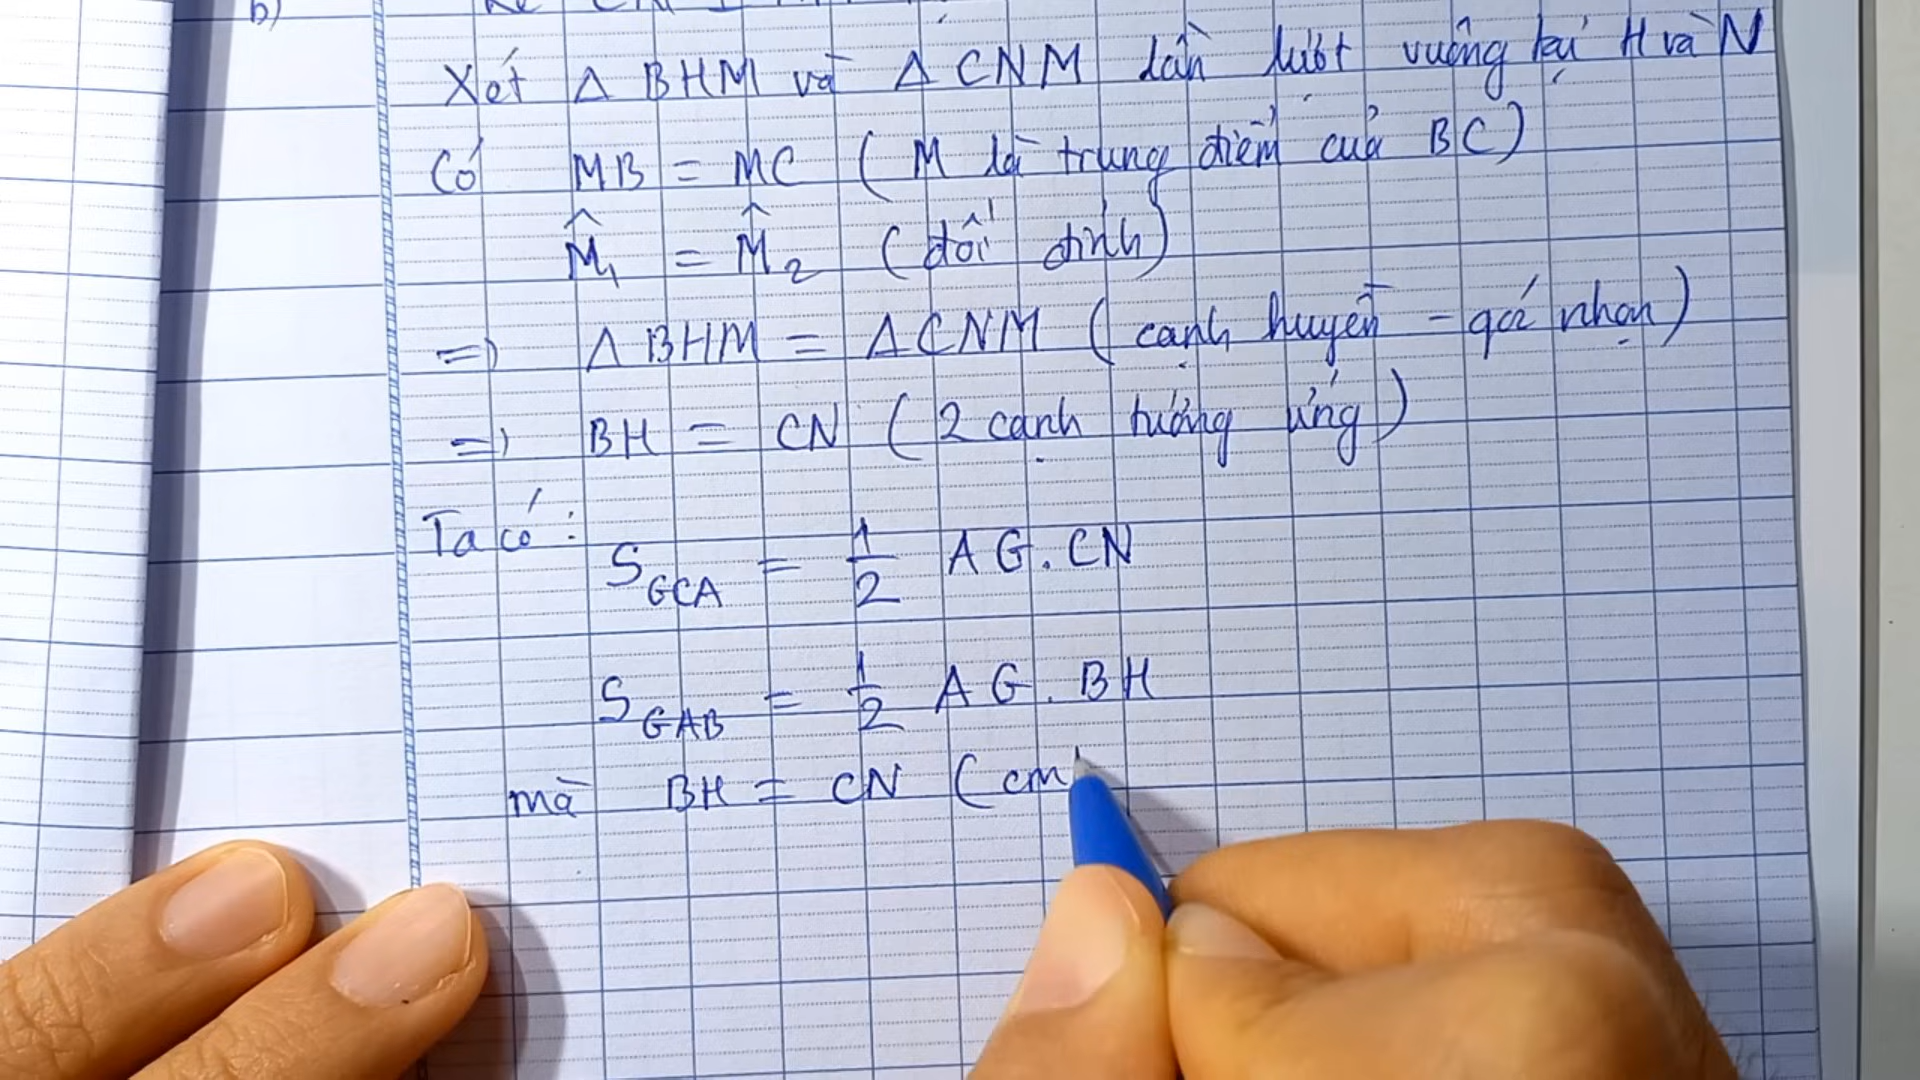 b)
Xét Δ BHM và Δ CNM lần lượt vuông tại H và N
Có MB = MC ( M là trung điểm của BC )
M̂₁ = M̂₂ ( đối đỉnh )
=> Δ BHM = Δ CNM ( cạnh huyền - góc nhọn )
=> BH = CN ( 2 cạnh tương ứng )
Ta có :
S_GCA = 1/2 AG.CN
S_GAB = 1/2 AG.BH
mà BH = CN ( cm